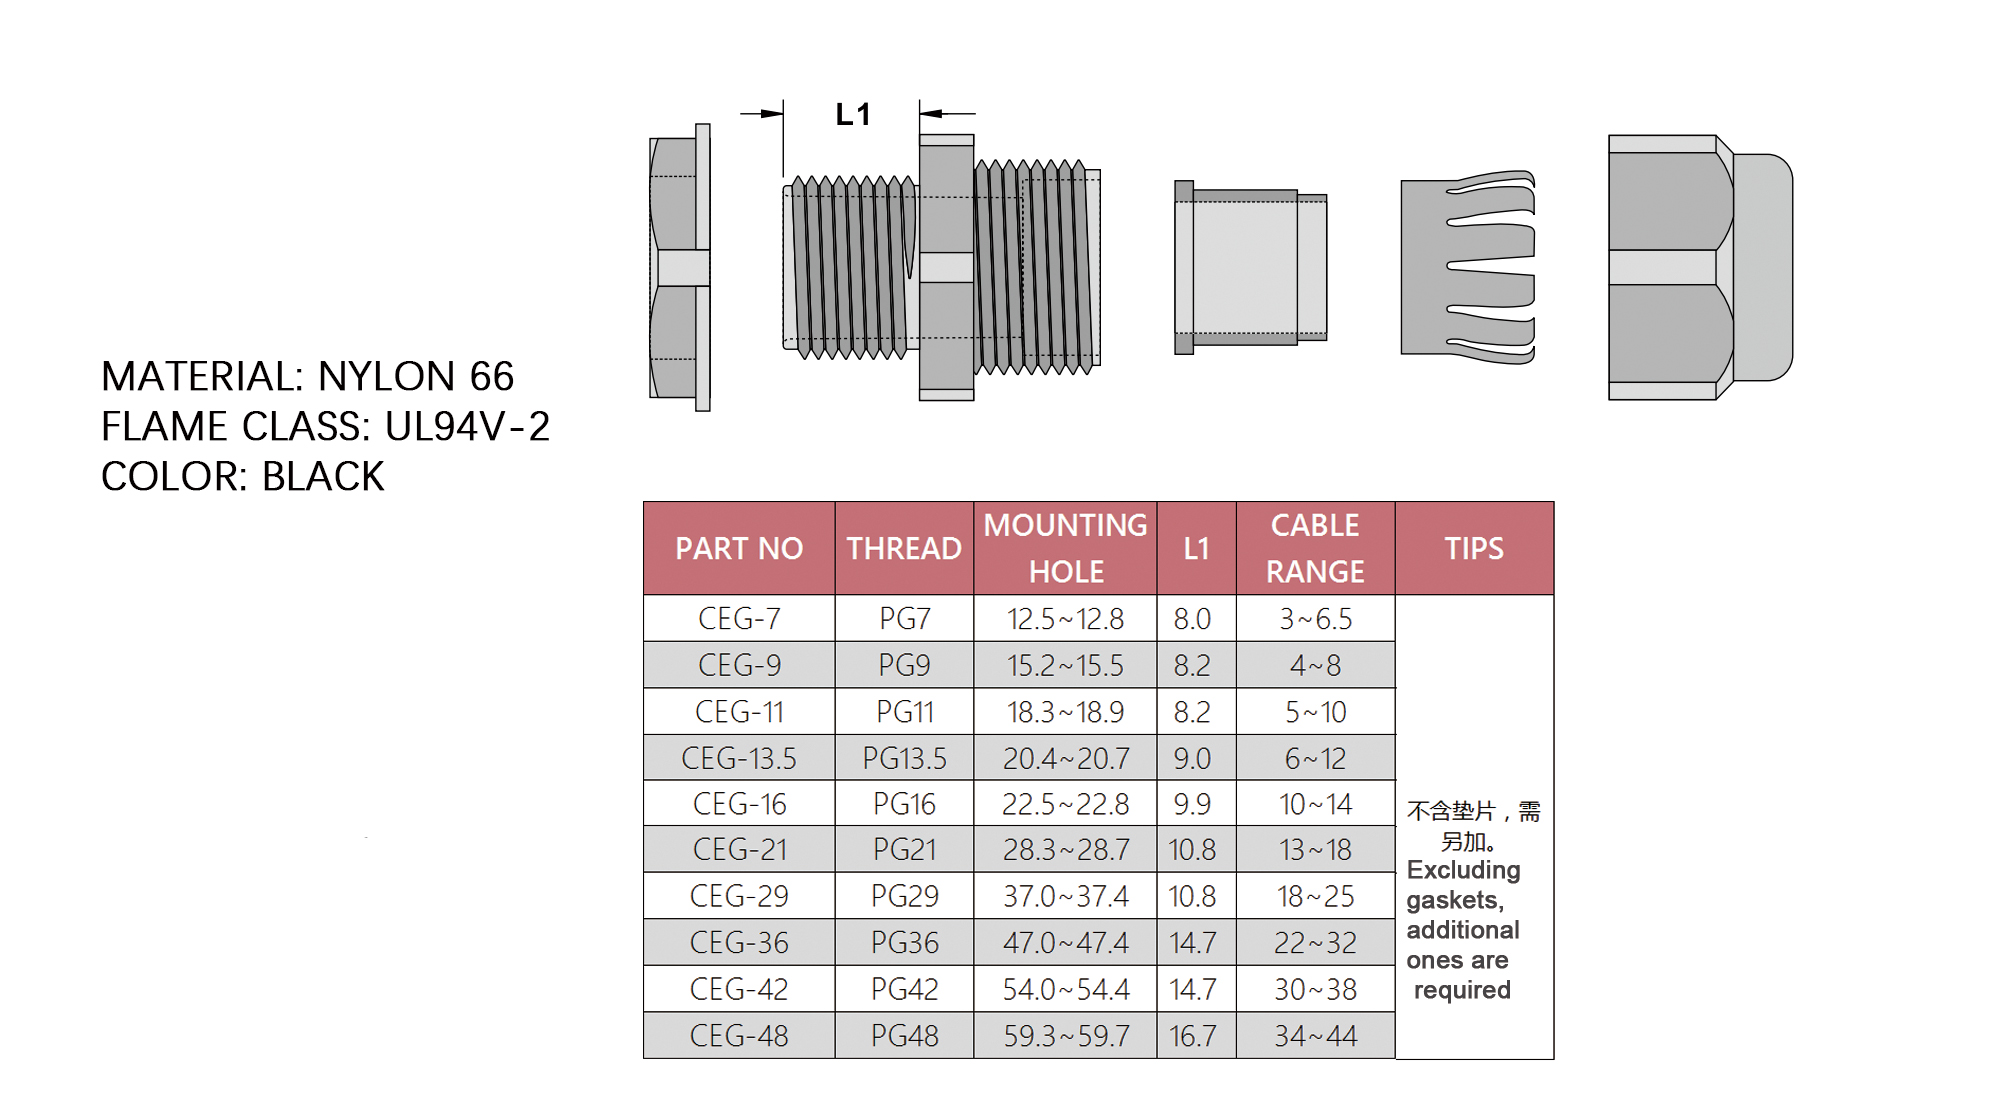 L1
MATERIAL: NYLON 66
FLAME CLASS: UL94V-2
COLOR: BLACK
PART NO THREAD MOUNTING HOLE L1 CABLE RANGE TIPS
CEG-7 PG7 12.5~12.8 8.0 3~6.5
CEG-9 PG9 15.2~15.5 8.2 4~8
CEG-11 PG11 18.3~18.9 8.2 5~10
CEG-13.5 PG13.5 20.4~20.7 9.0 6~12
CEG-16 PG16 22.5~22.8 9.9 10~14
CEG-21 PG21 28.3~28.7 10.8 13~18
CEG-29 PG29 37.0~37.4 10.8 18~25
CEG-36 PG36 47.0~47.4 14.7 22~32
CEG-42 PG42 54.0~54.4 14.7 30~38
CEG-48 PG48 59.3~59.7 16.7 34~44
不含垫片，需
另加。
Excluding
gaskets,
additional
ones are
required